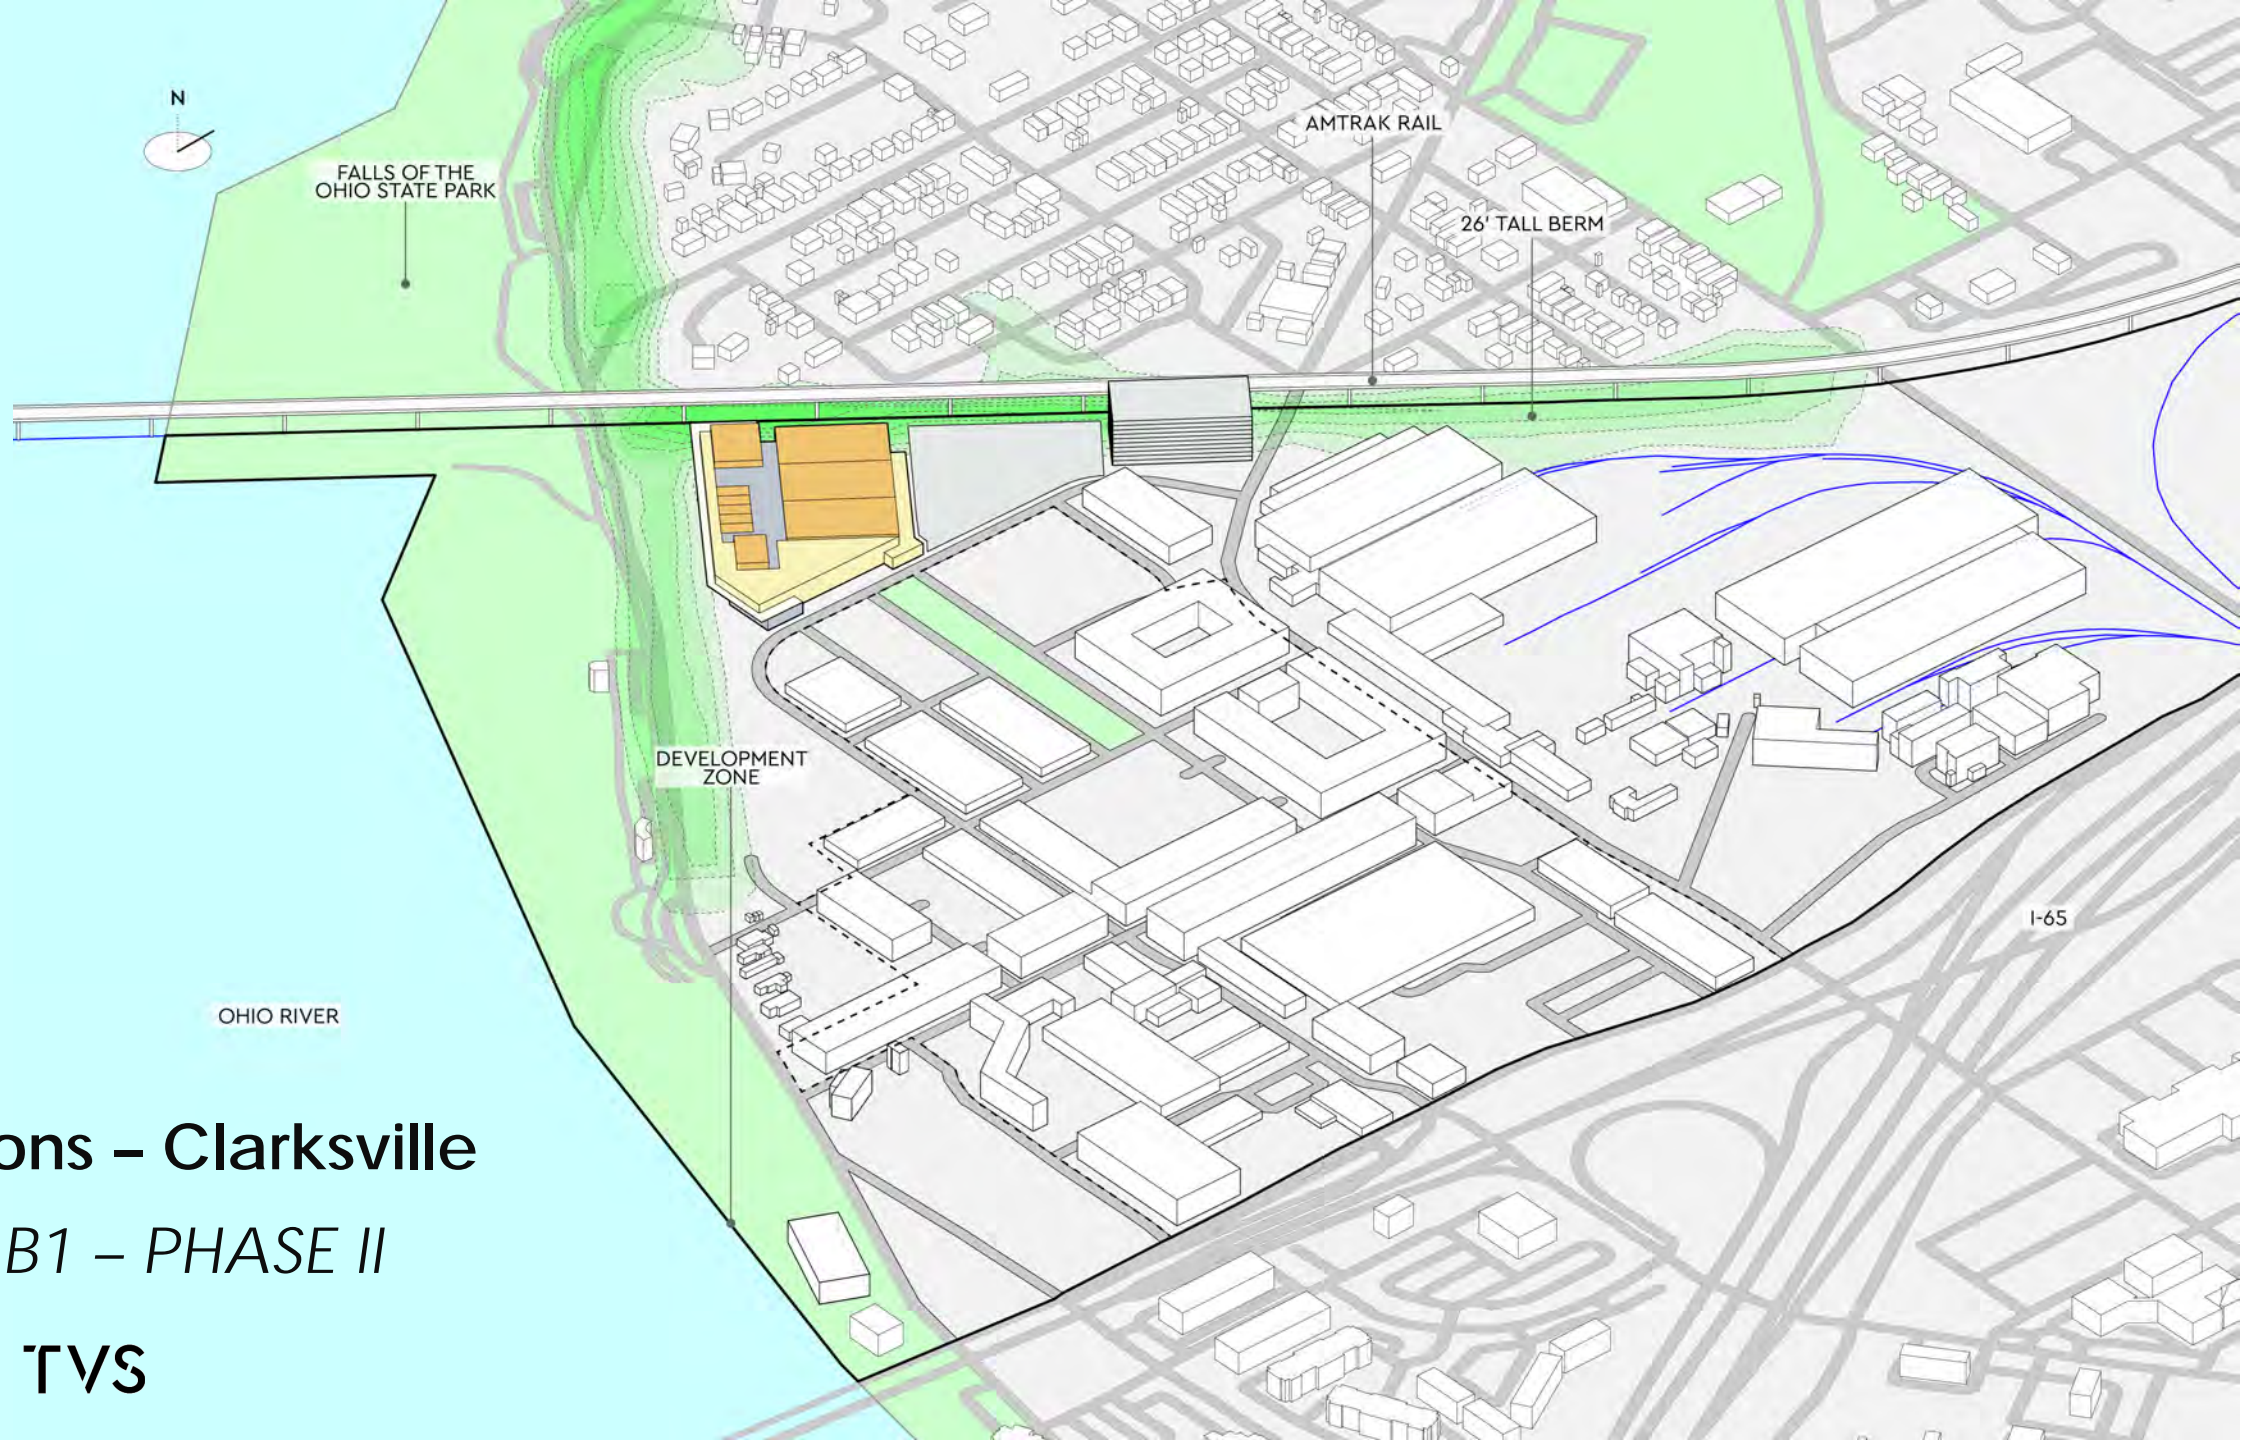 N
FALLS OF THE
OHIO STATE PARK
AMTRAK RAIL
26' TALL BERM
DEVELOPMENT
ZONE
I-65
OHIO RIVER
ons – Clarksville
B1 – PHASE II
TVS